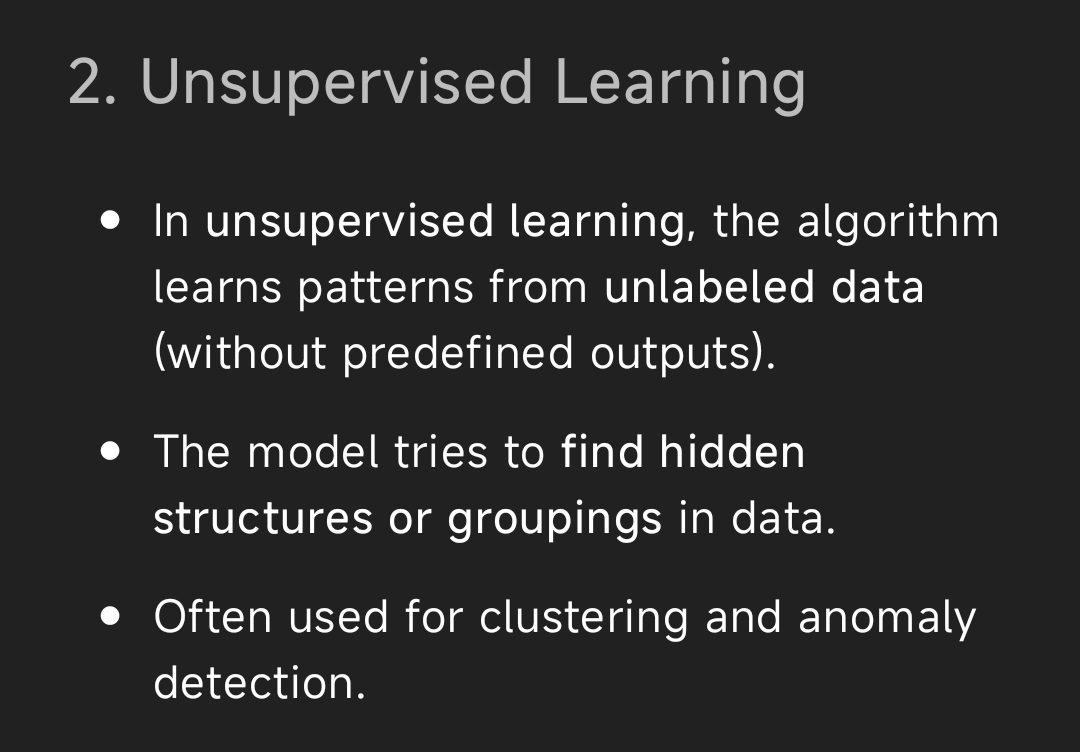 2. Unsupervised Learning
• In unsupervised learning, the algorithm
learns patterns from unlabeled data
(without predefined outputs).
• The model tries to find hidden
structures or groupings in data.
• Often used for clustering and anomaly
detection.